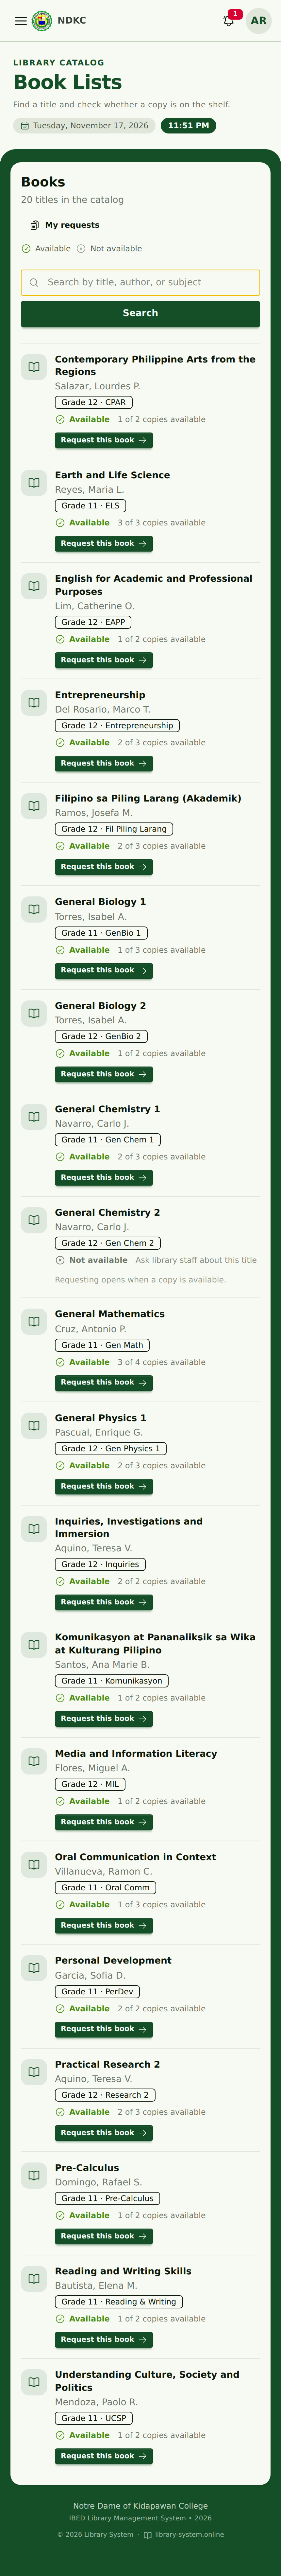 NDKC
1
AR
LIBRARY CATALOG
Book Lists
Find a title and check whether a copy is on the shelf.
Tuesday, November 17, 2026
11:51 PM
Books
20 titles in the catalog
My requests
Available
Not available
Search by title, author, or subject
Search
Contemporary Philippine Arts from the
Regions
Salazar, Lourdes P.
Grade 12 · CPAR
Available 1 of 2 copies available
Request this book
Earth and Life Science
Reyes, Maria L.
Grade 11 · ELS
Available 3 of 3 copies available
Request this book
English for Academic and Professional
Purposes
Lim, Catherine O.
Grade 12 · EAPP
Available 1 of 2 copies available
Request this book
Entrepreneurship
Del Rosario, Marco T.
Grade 12 · Entrepreneurship
Available 2 of 3 copies available
Request this book
Filipino sa Piling Larang (Akademik)
Ramos, Josefa M.
Grade 12 · Fil Piling Larang
Available 2 of 3 copies available
Request this book
General Biology 1
Torres, Isabel A.
Grade 11 · GenBio 1
Available 1 of 3 copies available
Request this book
General Biology 2
Torres, Isabel A.
Grade 12 · GenBio 2
Available 1 of 2 copies available
Request this book
General Chemistry 1
Navarro, Carlo J.
Grade 11 · Gen Chem 1
Available 2 of 3 copies available
Request this book
General Chemistry 2
Navarro, Carlo J.
Grade 12 · Gen Chem 2
Not available Ask library staff about this title
Requesting opens when a copy is available.
General Mathematics
Cruz, Antonio P.
Grade 11 · Gen Math
Available 3 of 4 copies available
Request this book
General Physics 1
Pascual, Enrique G.
Grade 12 · Gen Physics 1
Available 2 of 3 copies available
Request this book
Inquiries, Investigations and
Immersion
Aquino, Teresa V.
Grade 12 · Inquiries
Available 2 of 2 copies available
Request this book
Komunikasyon at Pananaliksik sa Wika
at Kulturang Pilipino
Santos, Ana Marie B.
Grade 11 · Komunikasyon
Available 1 of 2 copies available
Request this book
Media and Information Literacy
Flores, Miguel A.
Grade 12 · MIL
Available 1 of 2 copies available
Request this book
Oral Communication in Context
Villanueva, Ramon C.
Grade 11 · Oral Comm
Available 1 of 3 copies available
Request this book
Personal Development
Garcia, Sofia D.
Grade 11 · PerDev
Available 2 of 2 copies available
Request this book
Practical Research 2
Aquino, Teresa V.
Grade 12 · Research 2
Available 2 of 3 copies available
Request this book
Pre-Calculus
Domingo, Rafael S.
Grade 11 · Pre-Calculus
Available 1 of 2 copies available
Request this book
Reading and Writing Skills
Bautista, Elena M.
Grade 11 · Reading & Writing
Available 1 of 2 copies available
Request this book
Understanding Culture, Society and
Politics
Mendoza, Paolo R.
Grade 11 · UCSP
Available 1 of 2 copies available
Request this book
Notre Dame of Kidapawan College
IBED Library Management System • 2026
© 2026 Library System · library-system.online